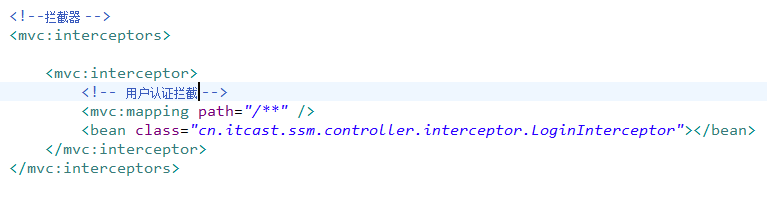 <!--拦截器 -->
<mvc:interceptors>
<mvc:interceptor>
<!-- 用户认证拦截 -->
<mvc:mapping path="/**" />
<bean class="cn.itcast.ssm.controller.interceptor.LoginInterceptor"></bean>
</mvc:interceptor>
</mvc:interceptors>